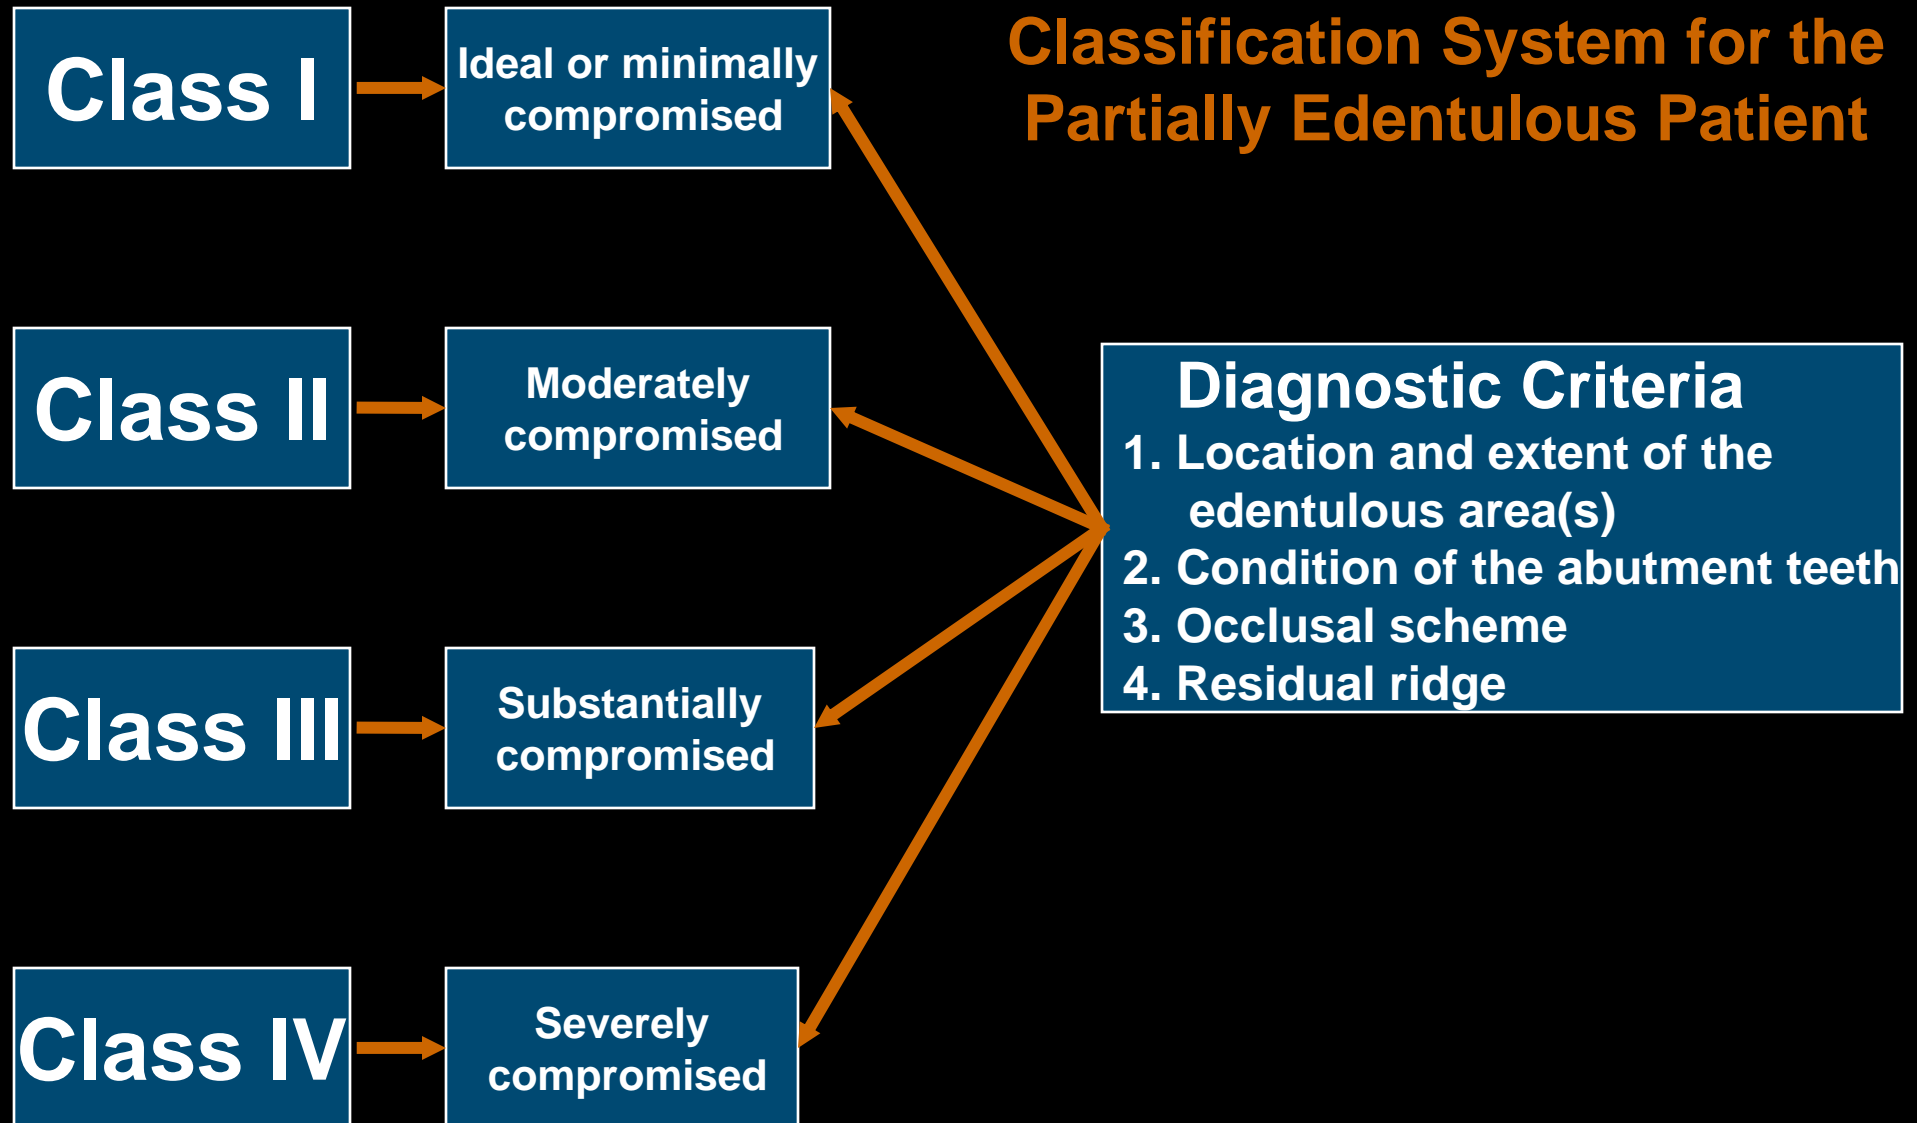 Classification System for the
Partially Edentulous Patient
Class I
Ideal or minimally
compromised
Class II
Moderately
compromised
Class III
Substantially
compromised
Class IV
Severely
compromised
Diagnostic Criteria
1. Location and extent of the
edentulous area(s)
2. Condition of the abutment teeth
3. Occlusal scheme
4. Residual ridge